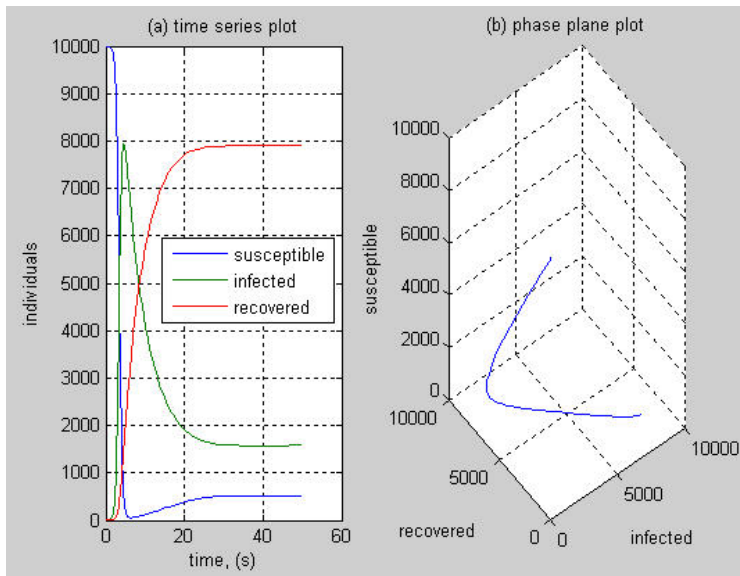 (a) time series plot
10000
9000
8000
7000
6000
5000
4000
3000
2000
1000
0
individuals
susceptible
infected
recovered
0
20
40
60
time, (s)
(b) phase plane plot
10000
8000
6000
4000
2000
0
susceptible
10000
5000
0
recovered
0
5000
10000
infected